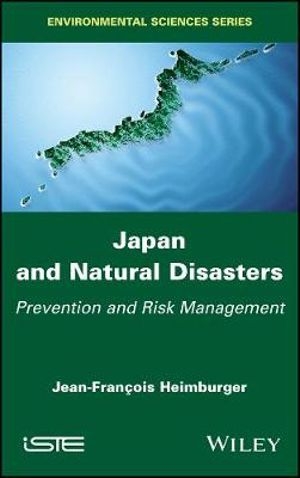 ENVIRONMENTAL SCIENCES SERIES
Japan
and Natural Disasters
Prevention and Risk Management
Jean-François Heimburger
iSTE
WILEY